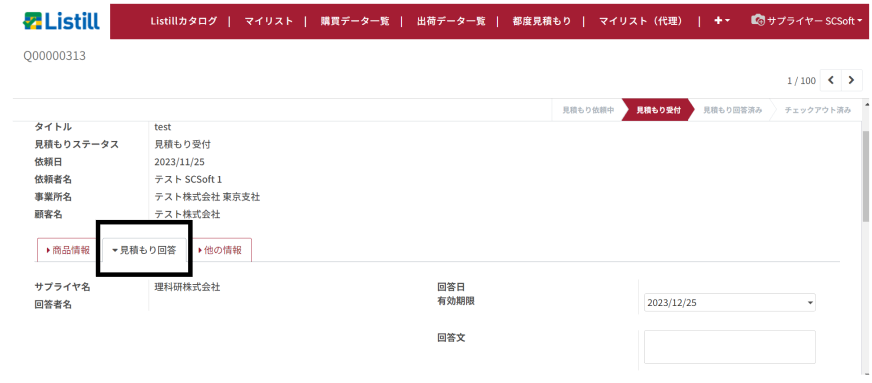 Listill Listillカタログ | マイリスト | 購買データ一覧 | 出荷データ一覧 | 都度見積もり | マイリスト（代理） | + サプライヤー SCSoft
Q00000313
1 / 100
見積もり依頼中 見積もり受付 見積もり回答済み チェックアウト済み
タイトル test
見積もりステータス 見積もり受付
依頼日 2023/11/25
依頼者名 テスト SCSoft 1
事業所名 テスト株式会社 東京支社
顧客名 テスト株式会社
商品情報 見積もり回答 他の情報
サプライヤ名 理科研株式会社 回答日
回答者名 有効期限 2023/12/25
回答文